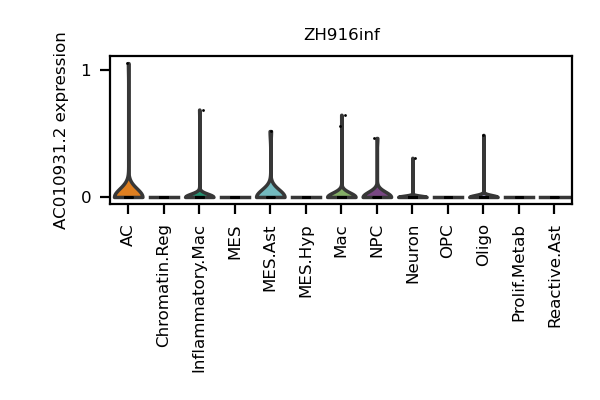 ZH916inf
AC010931.2 expression
1
0
AC
Chromatin.Reg
Inflammatory.Mac
MES
MES.Ast
MES.Hyp
Mac
NPC
Neuron
OPC
Oligo
Prolif.Metab
Reactive.Ast